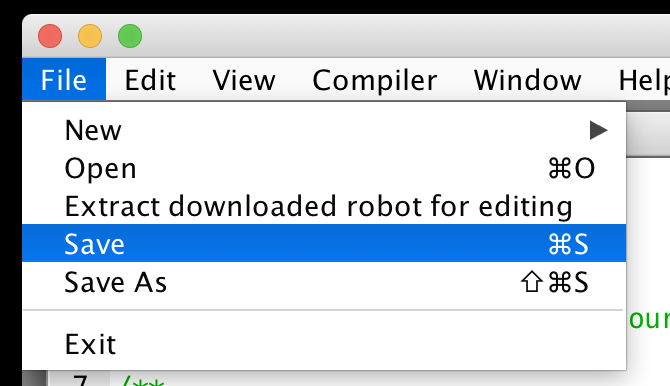 File Edit View Compiler Window Help
New ▶
Open ⌘O
Extract downloaded robot for editing
Save ⌘S
Save As ⇧⌘S
our
Exit
7 /**